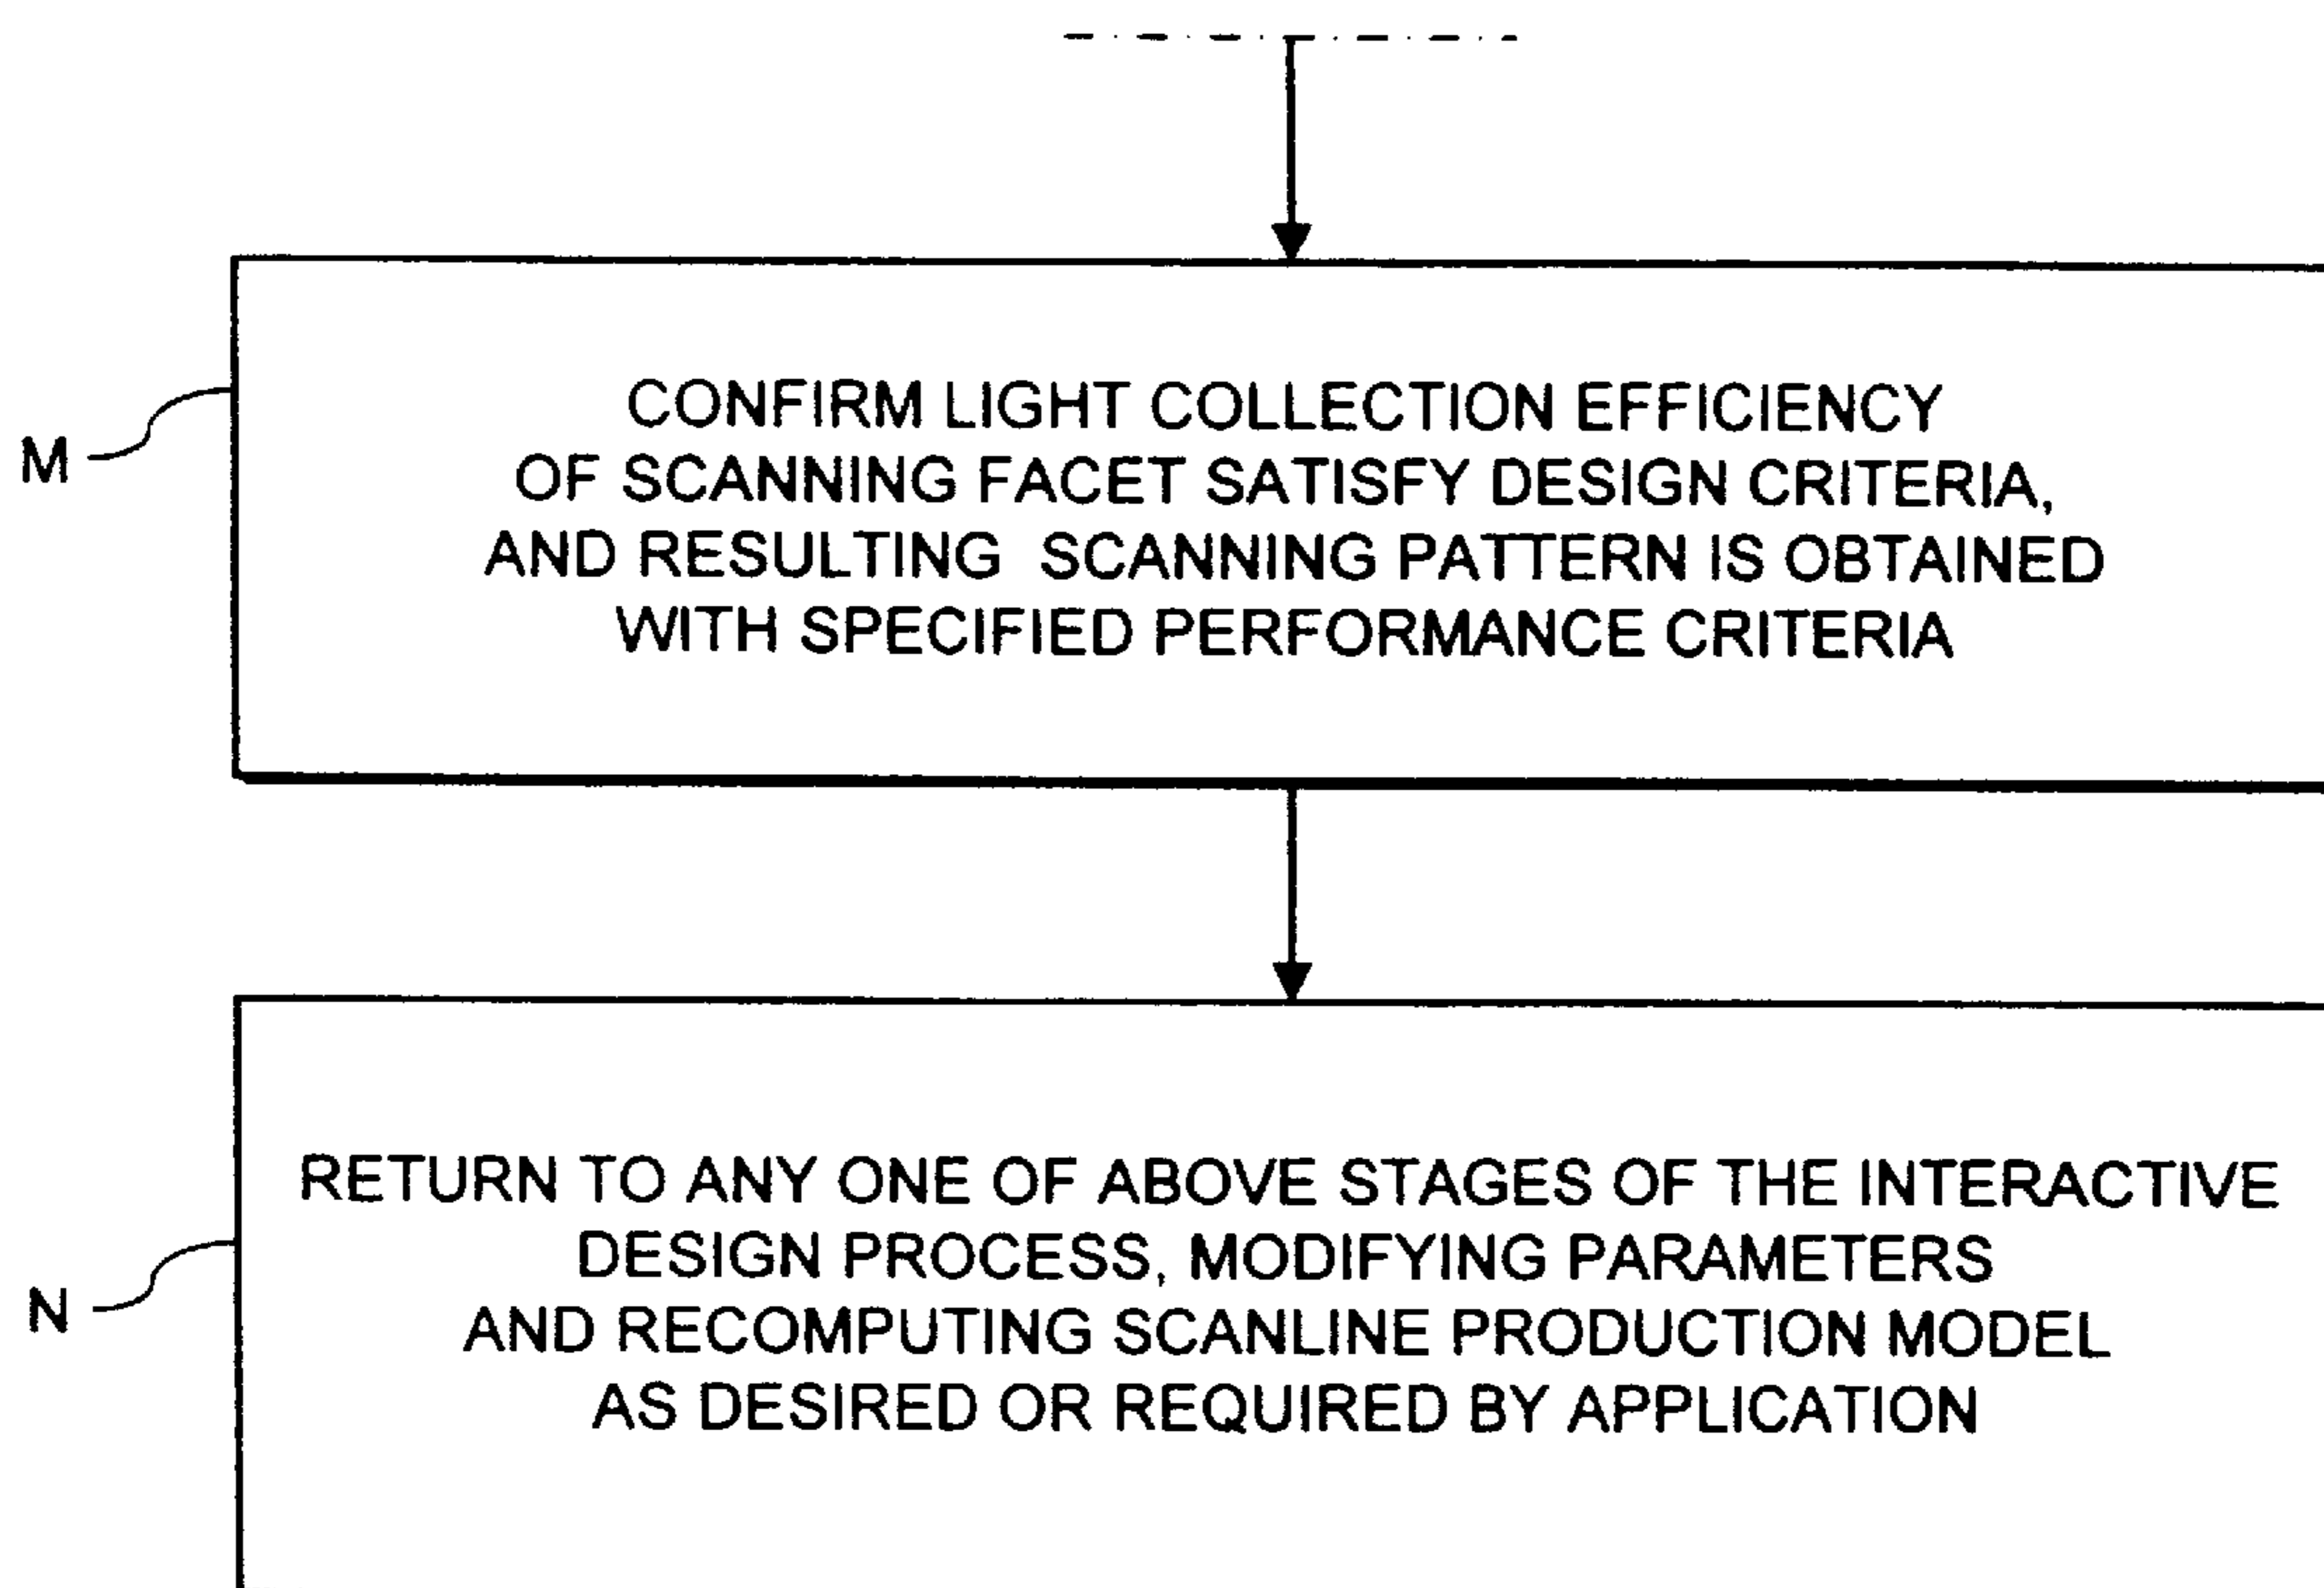 CONFIRM LIGHT COLLECTION EFFICIENCY
OF SCANNING FACET SATISFY DESIGN CRITERIA,
AND RESULTING SCANNING PATTERN IS OBTAINED
WITH SPECIFIED PERFORMANCE CRITERIA
M
RETURN TO ANY ONE OF ABOVE STAGES OF THE INTERACTIVE
DESIGN PROCESS, MODIFYING PARAMETERS
AND RECOMPUTING SCANLINE PRODUCTION MODEL
AS DESIRED OR REQUIRED BY APPLICATION
N